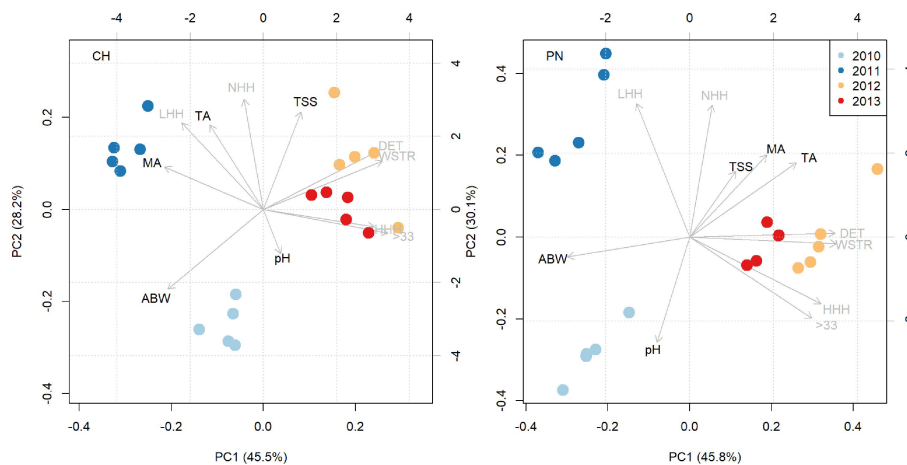 -4 -2 0 2 4
-2 0 2 4
CH
PN
2010
2011
2012
2013
NHH
LHH
TA
TSS
DET
WSTR
MA
HHH
>33
pH
ABW
NHH
LHH
MA
TSS
TA
DET
WSTR
ABW
HHH
>33
pH
0.2
0.0
-0.2
-0.4
4
2
0
-2
-4
0.4
0.2
0.0
-0.2
-0.4
PC2 (28.2%)
PC2 (30.1%)
-0.4 -0.2 0.0 0.2 0.4
-0.4 -0.2 0.0 0.2 0.4
PC1 (45.5%)
PC1 (45.8%)